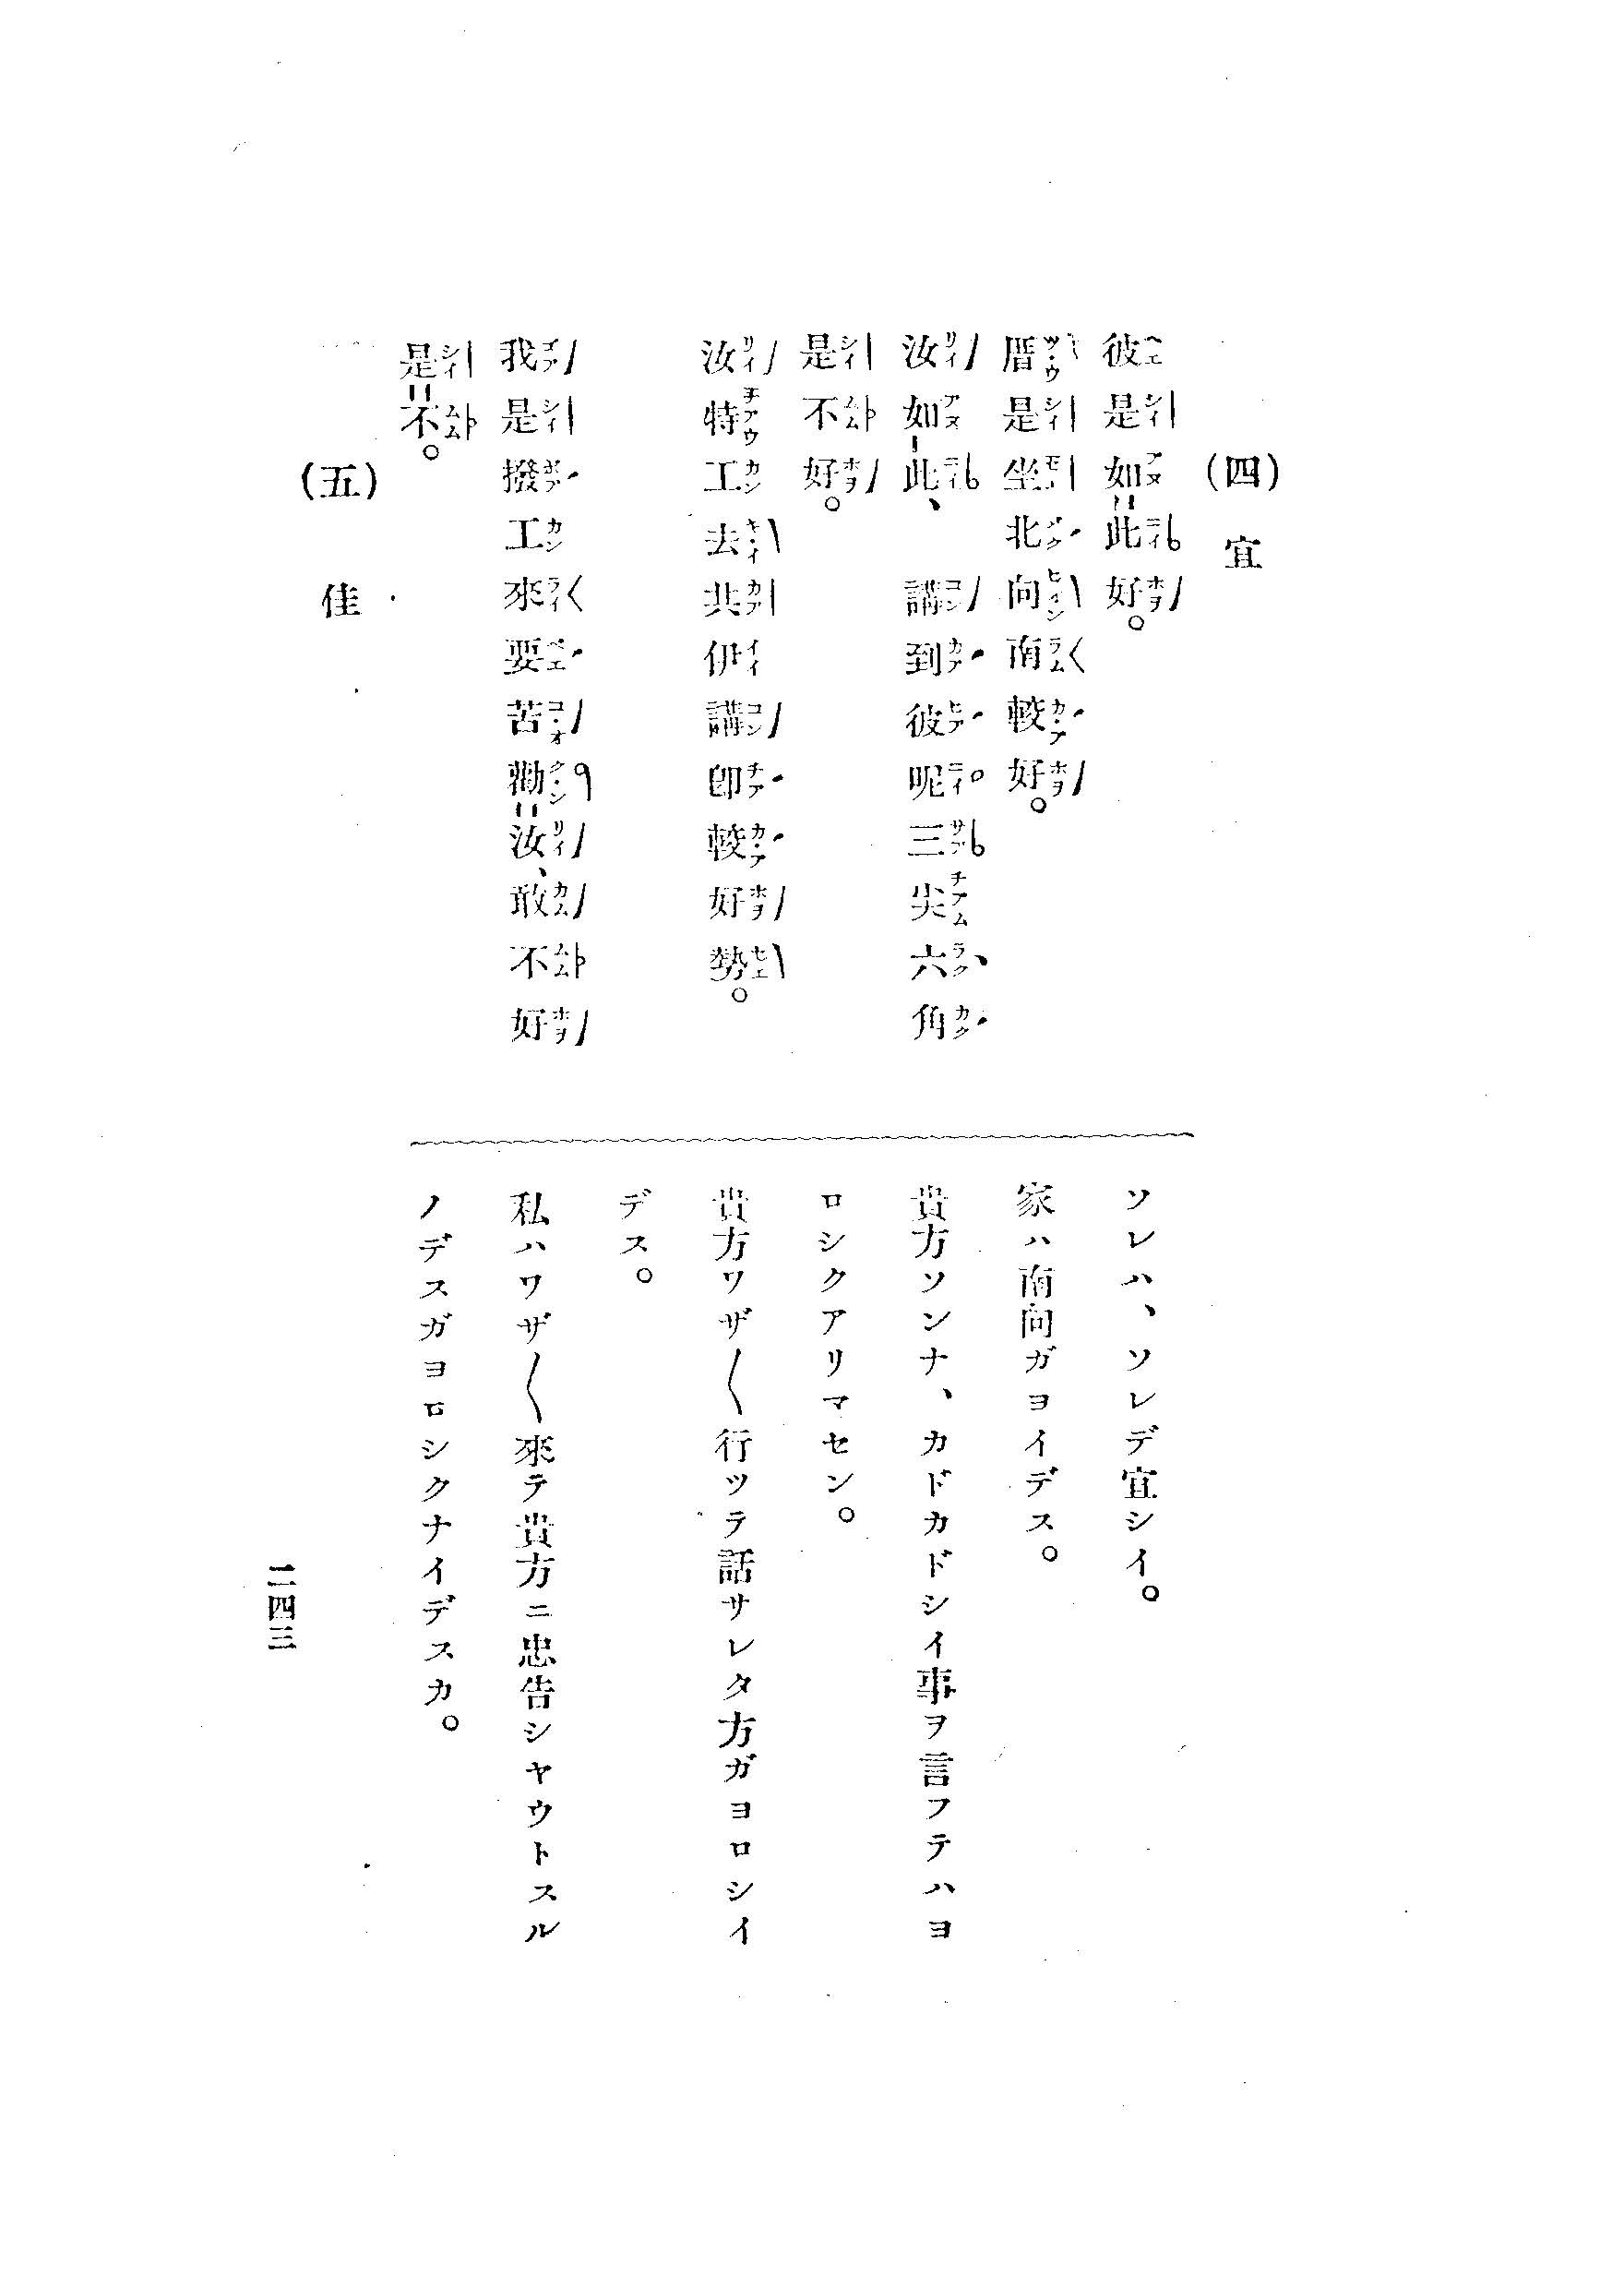 (四) 宜
彼是如此好。
厝是坐北向南較好。
汝如此、講到彼呢三尖六角
是不好。
汝特工去共伊講卽較好勢。
我是撥工來要苦勸汝、敢不好
是不。
(五) 佳
ソレハ、ソレデ宜シイ。
家ハ南向ガヨイデス。
貴方ソンナ、カドカドシイ事ヲ言フテハヨ
ロシクアリマセン。
貴方ワザ〱行ツテ話サレタ方ガヨロシイ
デス。
私ハワザ〱來テ貴方ニ忠告シヤウトスル
ノデスガヨロシクナイデスカ。
二四三